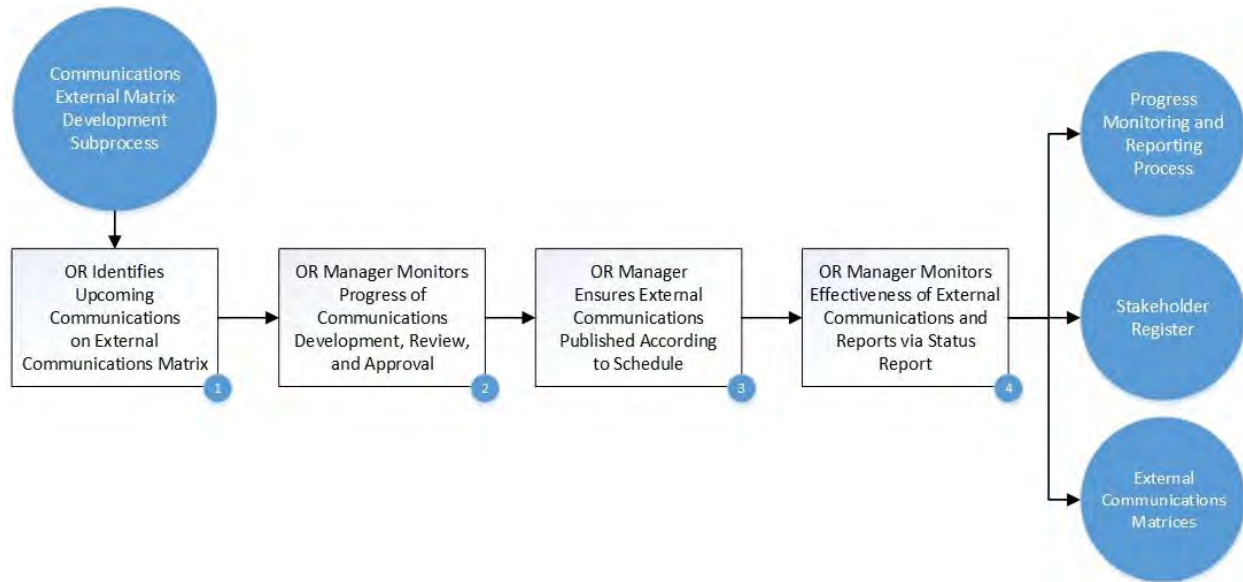 Communications
External Matrix
Development
Subprocess
OR Identifies
Upcoming
Communications
on External
Communications Matrix
1
OR Manager Monitors
Progress of
Communications
Development, Review,
and Approval
2
OR Manager
Ensures External
Communications
Published According
to Schedule
3
OR Manager Monitors
Effectiveness of External
Communications and
Reports via Status
Report
4
Progress
Monitoring and
Reporting
Process
Stakeholder
Register
External
Communications
Matrices